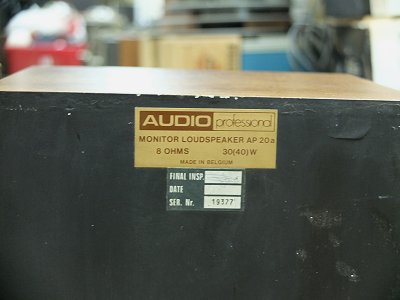 AUDIO professional
MONITOR LOUDSPEAKER AP 20a
8 OHMS 30(40)W
MADE IN BELGIUM
FINAL INSP.
DATE
SER. Nr. 19377